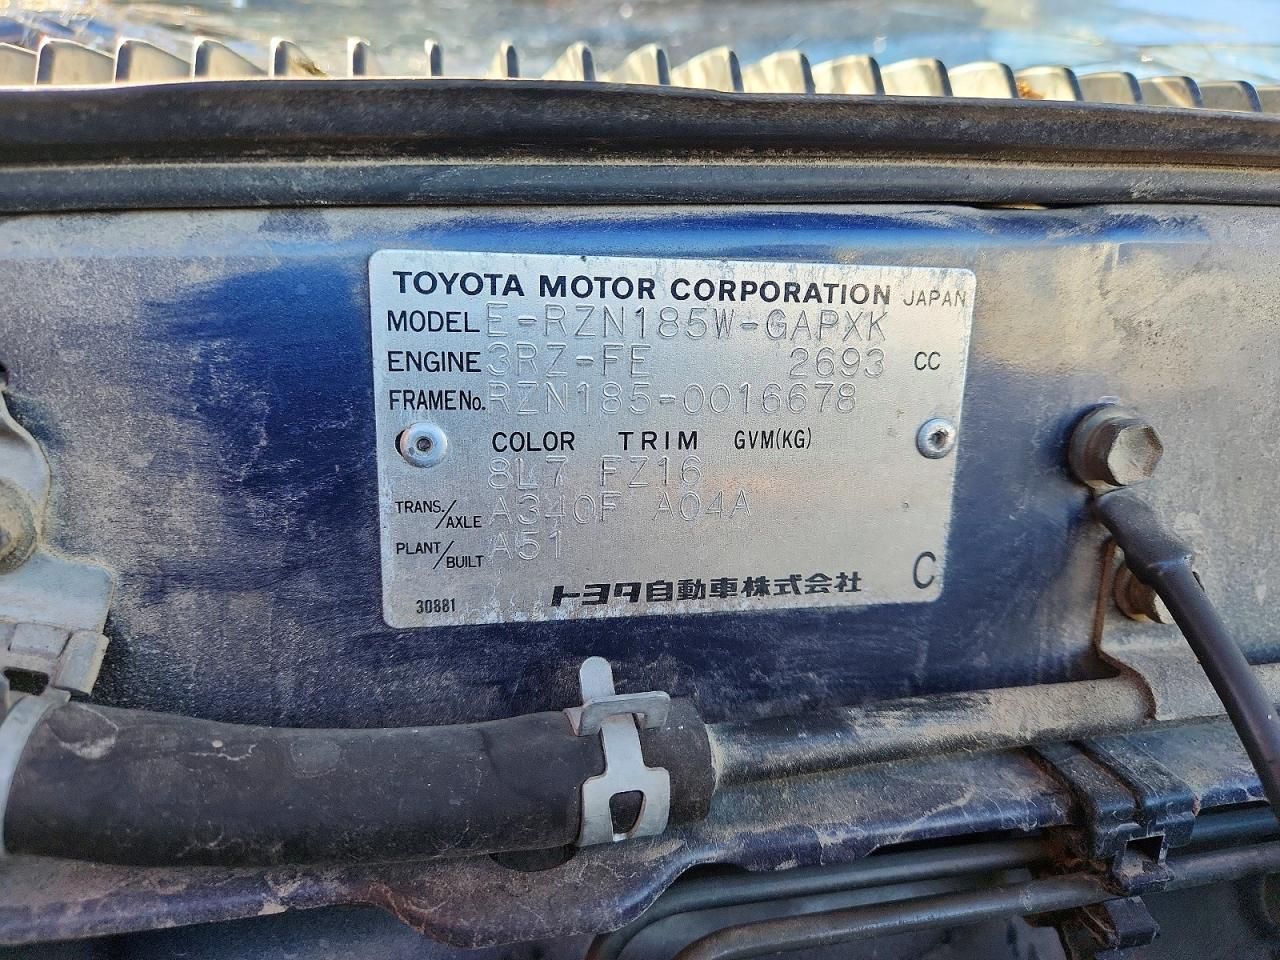 TOYOTA MOTOR CORPORATION JAPAN
MODEL E-RZN185W-GAPXK
ENGINE 3RZ-FE 2693 CC
FRAME No. RZN185-0016678
COLOR TRIM GVM(KG)
8L7 FZ16
TRANS./AXLE A340F A04A
PLANT/BUILT A51
30881 トヨタ自動車株式会社 C